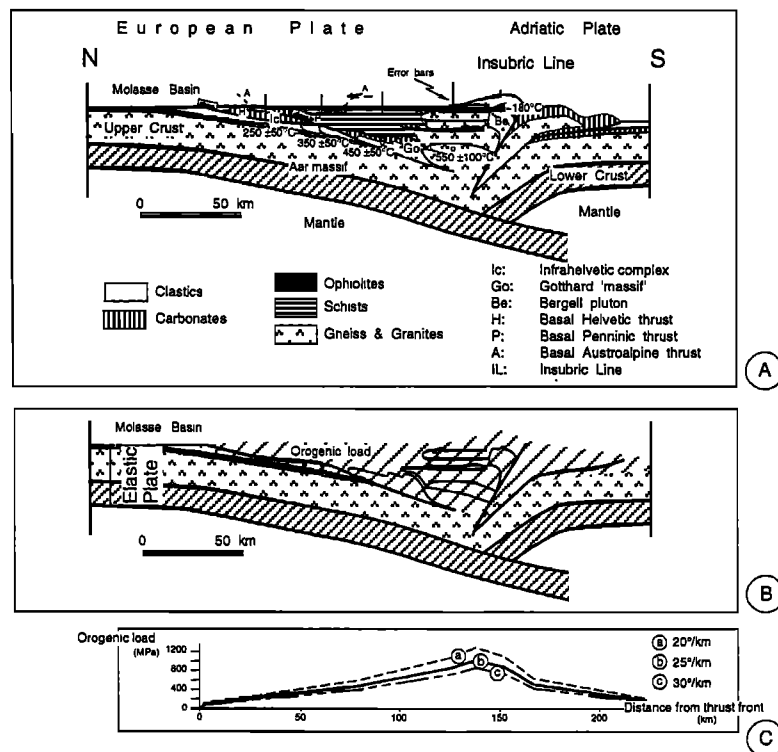 European Plate
Adriatic Plate
N
Insubric Line
S
Molasse Basin
A
A
Error bars
~180°C
H
Ic
P
Be
Upper Crust
250 ±50°C
350 ±50°C
450 ±50°C
Go
~550 ±100°C
Aar massif
Lower Crust
0 50 km
Mantle
Mantle
Clastics
Carbonates
Ophiolites
Schists
Gneiss & Granites
Ic: Infrahelvetic complex
Go: Gotthard 'massif'
Be: Bergell pluton
H: Basal Helvetic thrust
P: Basal Penninic thrust
A: Basal Austroalpine thrust
IL: Insubric Line
A
Molasse Basin
Orogenic load
Elastic
Plate
0 50 km
B
Orogenic load
(MPa)
1200
800
400
0
a
b
c
a 20°/km
b 25°/km
c 30°/km
Distance from thrust front
(km)
50 100 150 200
C